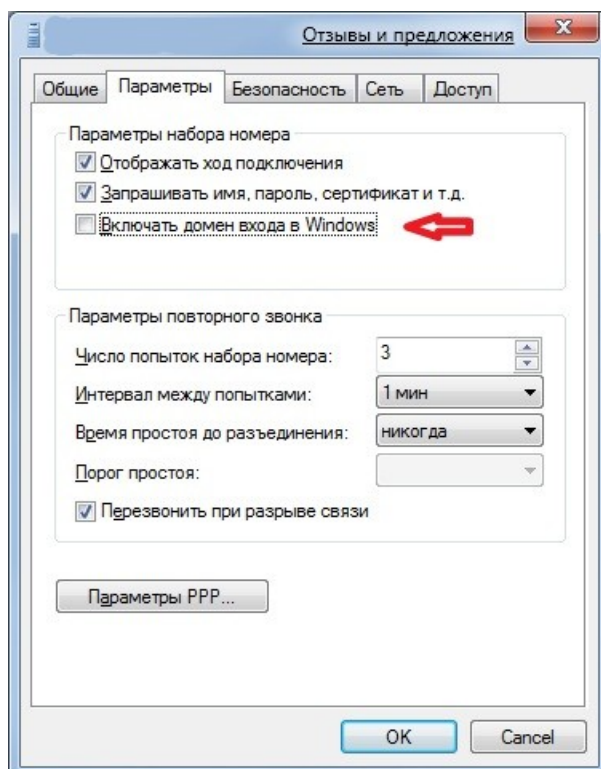 Отзывы и предложения
Общие Параметры Безопасность Сеть Доступ
Параметры набора номера
Отображать ход подключения
Запрашивать имя, пароль, сертификат и т.д.
Включать домен входа в Windows
Параметры повторного звонка
Число попыток набора номера: 3
Интервал между попытками: 1 мин
Время простоя до разъединения: никогда
Порог простоя:
Перезвонить при разрыве связи
Параметры PPP...
OK Cancel